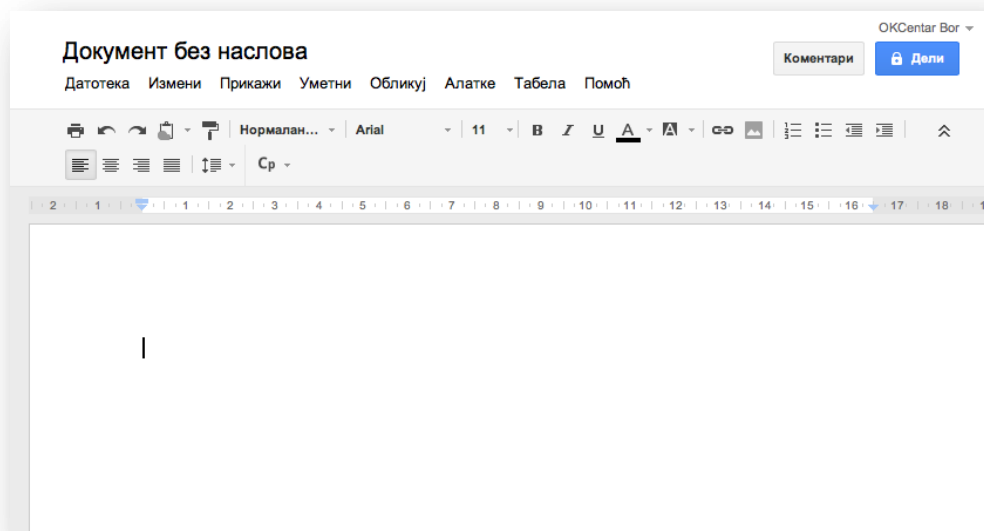 OKCentar Bor
Документ без наслова
Коментари Дели
Датотека Измени Прикажи Уметни Обликуј Алатке Табела Помоћ
Нормалан... Arial 11 B I U A A
Ср
2 1 1 2 3 4 5 6 7 8 9 10 11 12 13 14 15 16 17 18